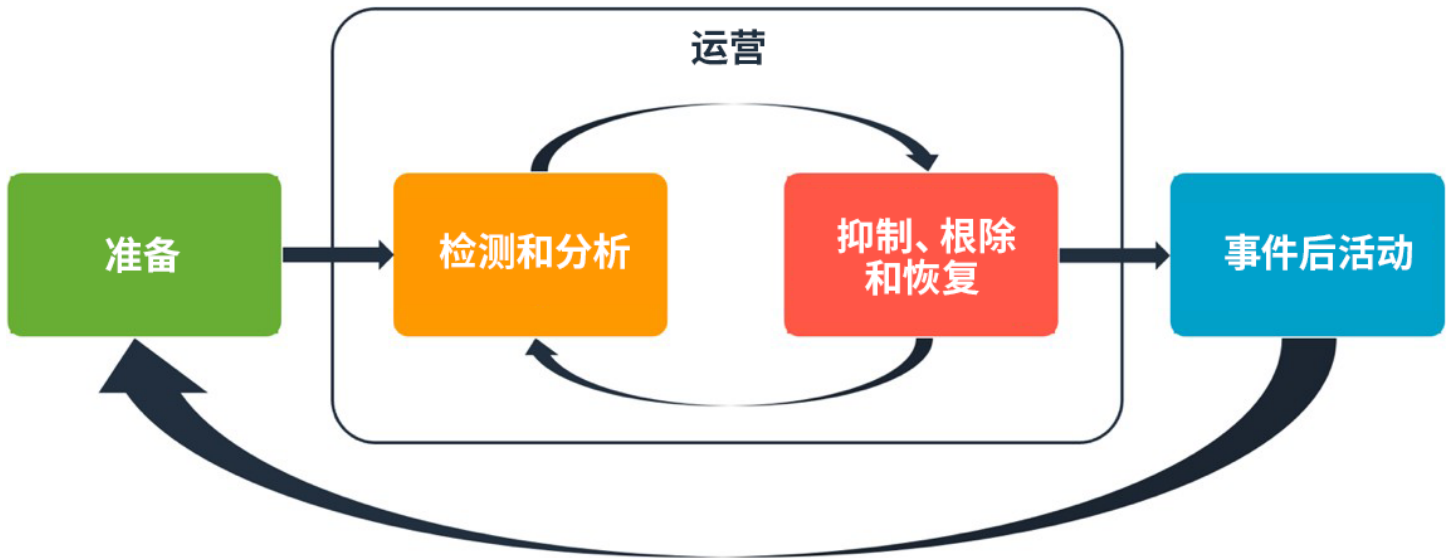 运营
准备
检测和分析
抑制、根除
和恢复
事件后活动